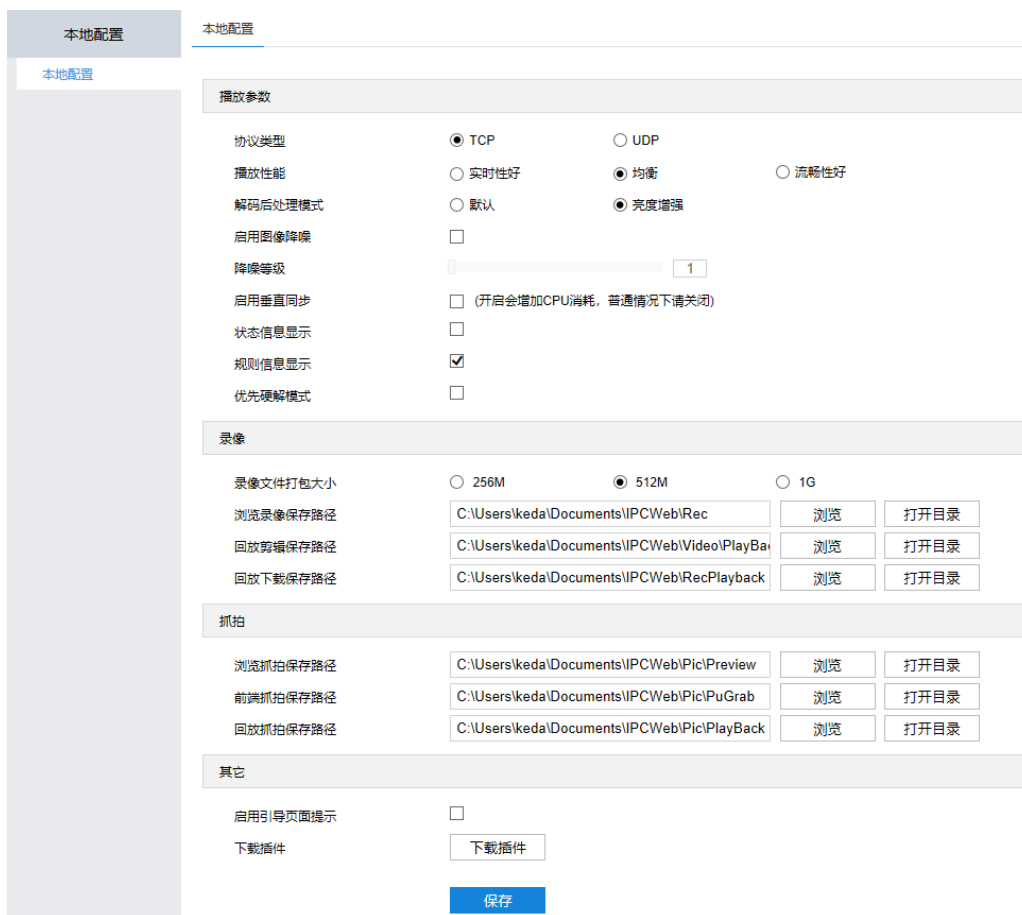 本地配置
本地配置
本地配置
播放参数
协议类型 TCP UDP
播放性能 实时性好 均衡 流畅性好
解码后处理模式 默认 亮度增强
启用图像降噪
降噪等级 1
启用垂直同步 (开启会增加CPU消耗，普通情况下请关闭)
状态信息显示
规则信息显示
优先硬解模式
录像
录像文件打包大小 256M 512M 1G
浏览录像保存路径 C:\Users\keda\Documents\IPCWeb\Rec 浏览 打开目录
回放剪辑保存路径 C:\Users\keda\Documents\IPCWeb\Video\PlayBa 浏览 打开目录
回放下载保存路径 C:\Users\keda\Documents\IPCWeb\RecPlayback 浏览 打开目录
抓拍
浏览抓拍保存路径 C:\Users\keda\Documents\IPCWeb\Pic\Preview 浏览 打开目录
前端抓拍保存路径 C:\Users\keda\Documents\IPCWeb\Pic\PuGrab 浏览 打开目录
回放抓拍保存路径 C:\Users\keda\Documents\IPCWeb\Pic\PlayBack 浏览 打开目录
其它
启用引导页面提示
下载插件 下载插件
保存